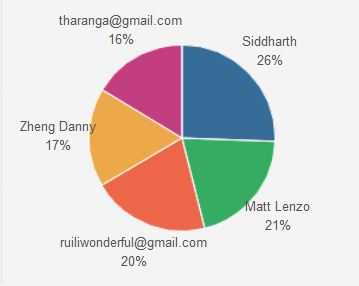 tharanga@gmail.com
16%
Siddharth
26%
Zheng Danny
17%
Matt Lenzo
21%
ruiliwonderful@gmail.com
20%